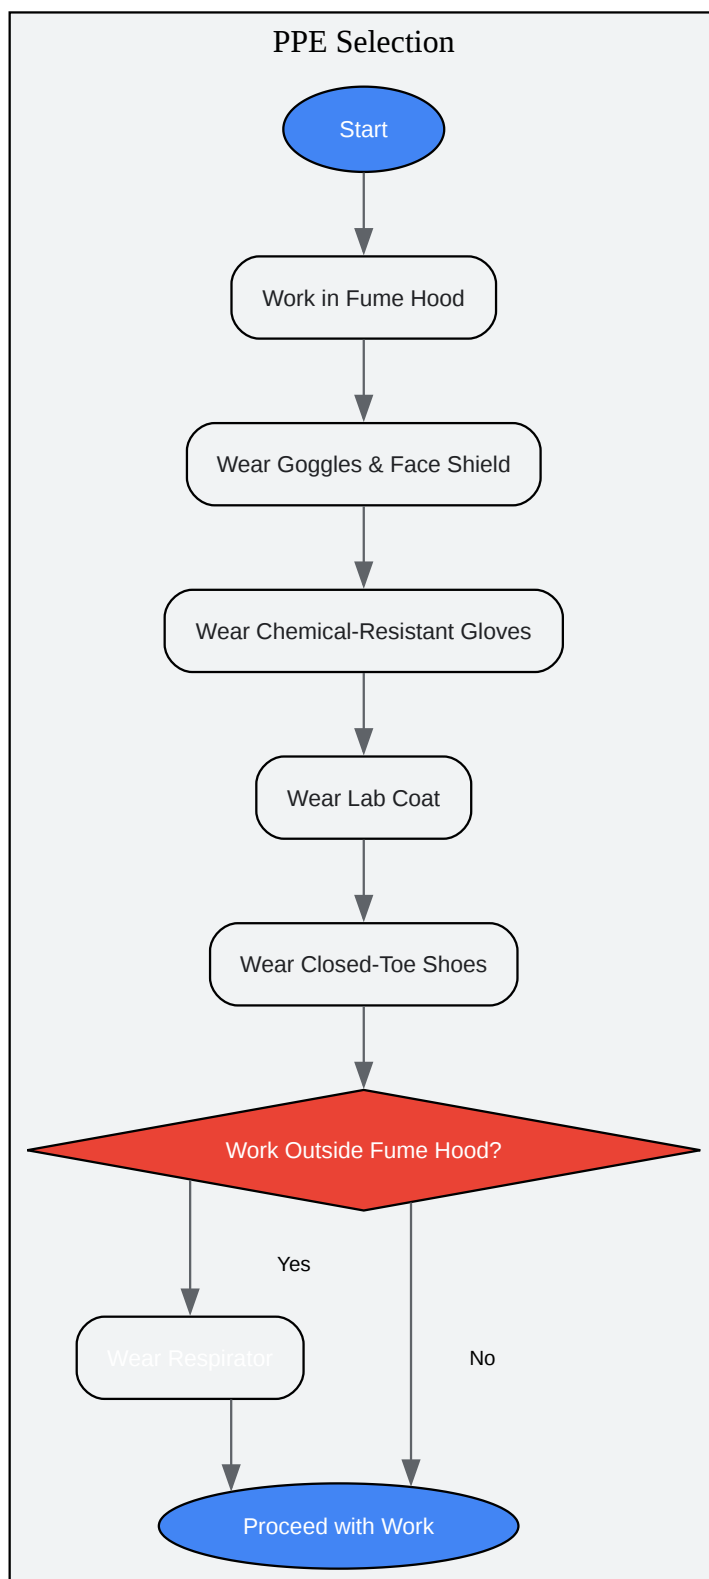 PPE Selection
Start
Work in Fume Hood
Wear Goggles & Face Shield
Wear Chemical-Resistant Gloves
Wear Lab Coat
Wear Closed-Toe Shoes
Work Outside Fume Hood?
Yes
Wear Respirator
No
Proceed with Work